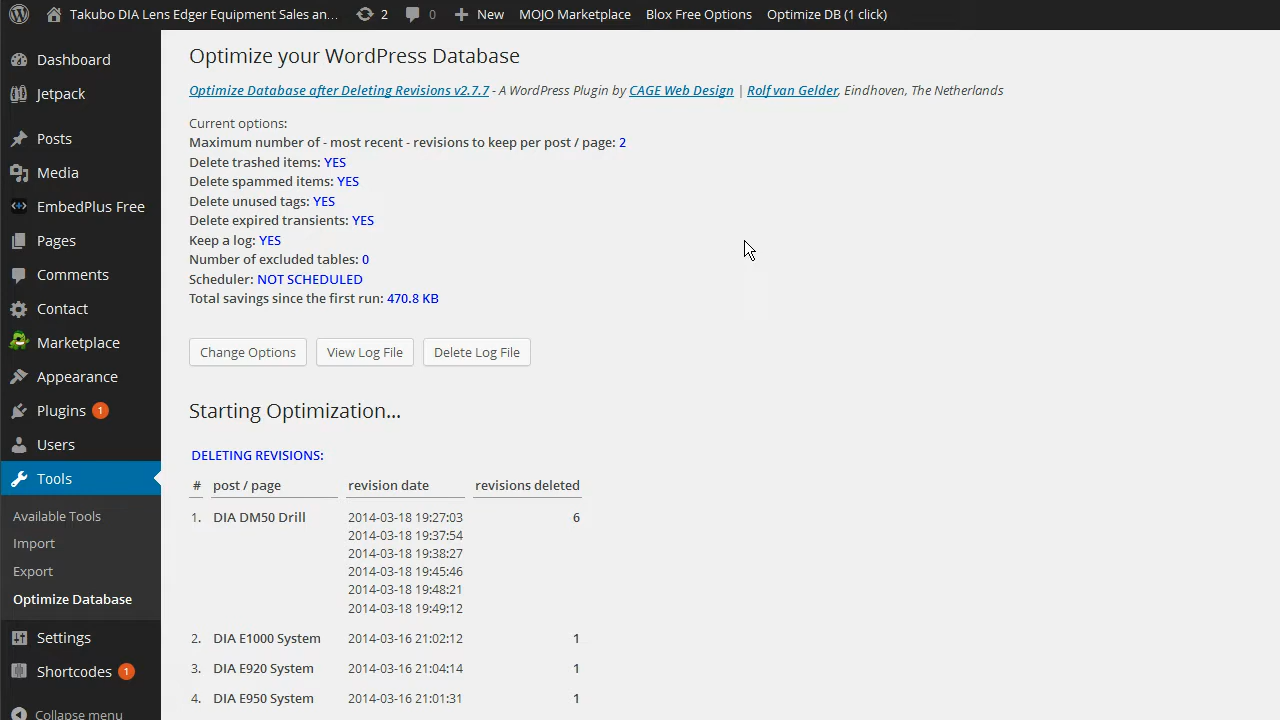 Takubo DIA Lens Edger Equipment Sales an... 2 0 New MOJO Marketplace Blox Free Options Optimize DB (1 click)
Dashboard
Jetpack
Posts
Media
EmbedPlus Free
Pages
Comments
Contact
Marketplace
Appearance
Plugins 1
Users
Tools
Available Tools
Import
Export
Optimize Database
Settings
Shortcodes 1
Collapse menu
Optimize your WordPress Database
Optimize Database after Deleting Revisions v2.7.7 - A WordPress Plugin by CAGE Web Design | Rolf van Gelder, Eindhoven, The Netherlands
Current options:
Maximum number of - most recent - revisions to keep per post / page: 2
Delete trashed items: YES
Delete spammed items: YES
Delete unused tags: YES
Delete expired transients: YES
Keep a log: YES
Number of excluded tables: 0
Scheduler: NOT SCHEDULED
Total savings since the first run: 470.8 KB
Change Options View Log File Delete Log File
Starting Optimization...
DELETING REVISIONS:
# post / page revision date revisions deleted
1. DIA DM50 Drill 2014-03-18 19:27:03 6
2014-03-18 19:37:54
2014-03-18 19:38:27
2014-03-18 19:45:46
2014-03-18 19:48:21
2014-03-18 19:49:12
2. DIA E1000 System 2014-03-16 21:02:12 1
3. DIA E920 System 2014-03-16 21:04:14 1
4. DIA E950 System 2014-03-16 21:01:31 1